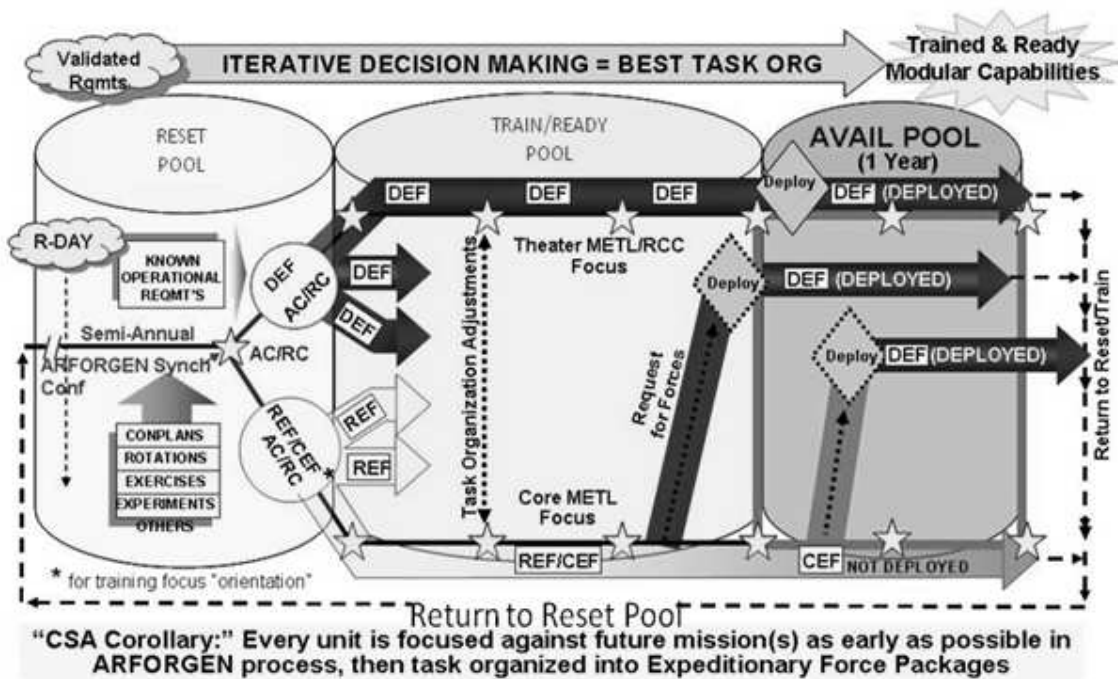 Validated
Rqmts
ITERATIVE DECISION MAKING = BEST TASK ORG
Trained & Ready
Modular Capabilities
RESET
POOL
TRAIN/READY
POOL
AVAIL POOL
(1 Year)
DEF
DEF
DEF
Deploy
DEF (DEPLOYED)
R-DAY
KNOWN
OPERATIONAL
REQMT'S
DEF
AC/RC
DEF
DEF
Theater METL/RCC
Focus
Deploy
DEF (DEPLOYED)
Semi-Annual
ARFORGEN Synch
Conf
AC/RC
Task Organization Adjustments
Request
for Forces
Deploy
DEF (DEPLOYED)
Return to Reset/Train
CONPLANS
ROTATIONS
EXERCISES
EXPERIMENTS
OTHERS
REF/CEF *
AC/RC
REF
REF
Core METL
Focus
REF/CEF
CEF NOT DEPLOYED
* for training focus "orientation"
Return to Reset Pool
“CSA Corollary:” Every unit is focused against future mission(s) as early as possible in
ARFORGEN process, then task organized into Expeditionary Force Packages